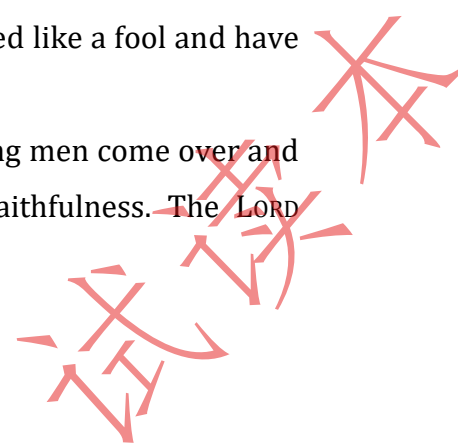 ed like a fool and have
ng men come over and
aithfulness. The LORD
试读本